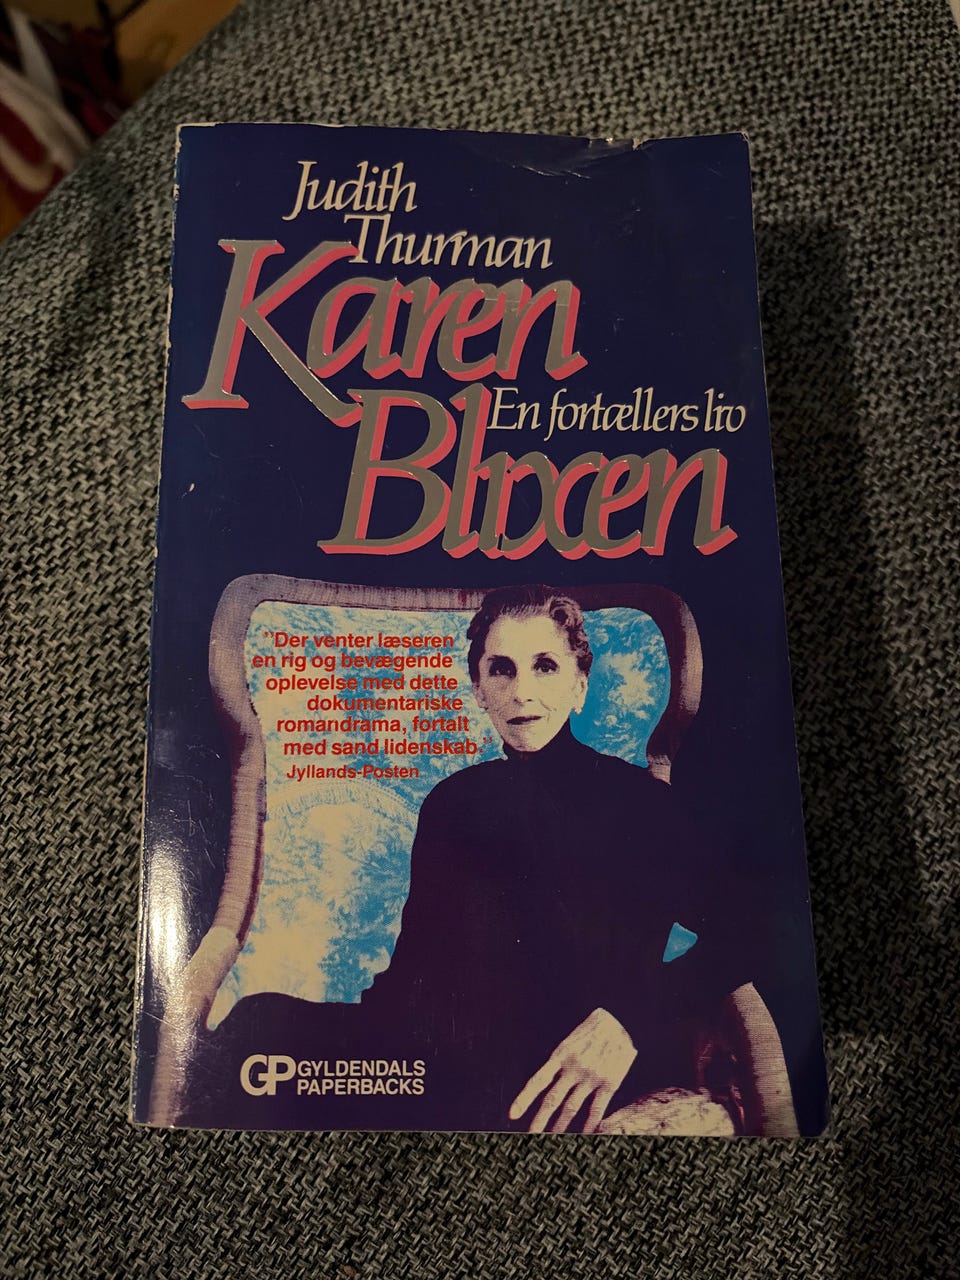 Judith
Thurman
Karen
En fortællers liv
Blixen
"Der venter læseren
en rig og bevægende
oplevelse med dette
dokumentariske
romandrama, fortalt
med sand lidenskab."
Jyllands-Posten
GP GYLDENDALS
PAPERBACKS